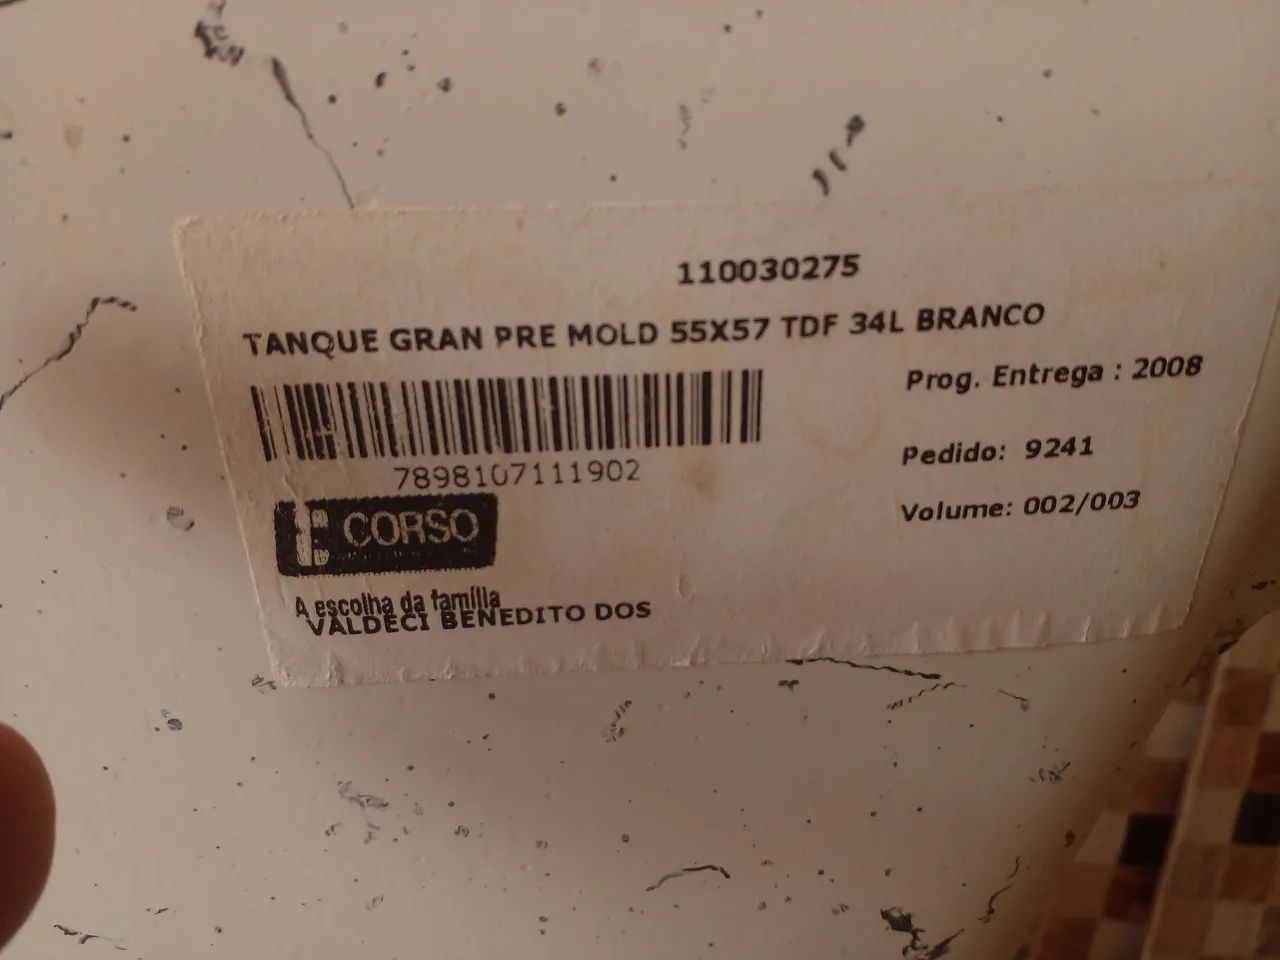 110030275
TANQUE GRAN PRE MOLD 55X57 TDF 34L BRANCO
Prog. Entrega : 2008
7898107111902
Pedido: 9241
Volume: 002/003
CORSO
A escolha da família
VALDECI BENEDITO DOS